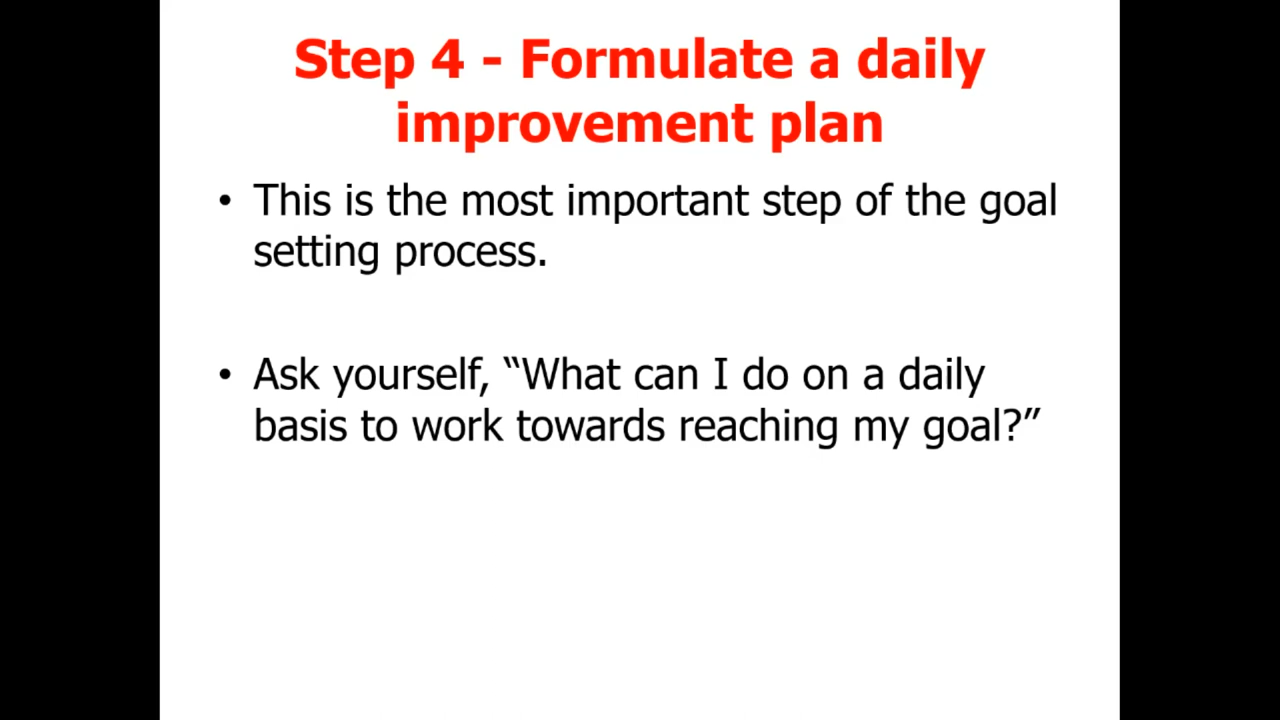 Step 4 - Formulate a daily
improvement plan
• This is the most important step of the goal
setting process.
• Ask yourself, “What can I do on a daily
basis to work towards reaching my goal?”